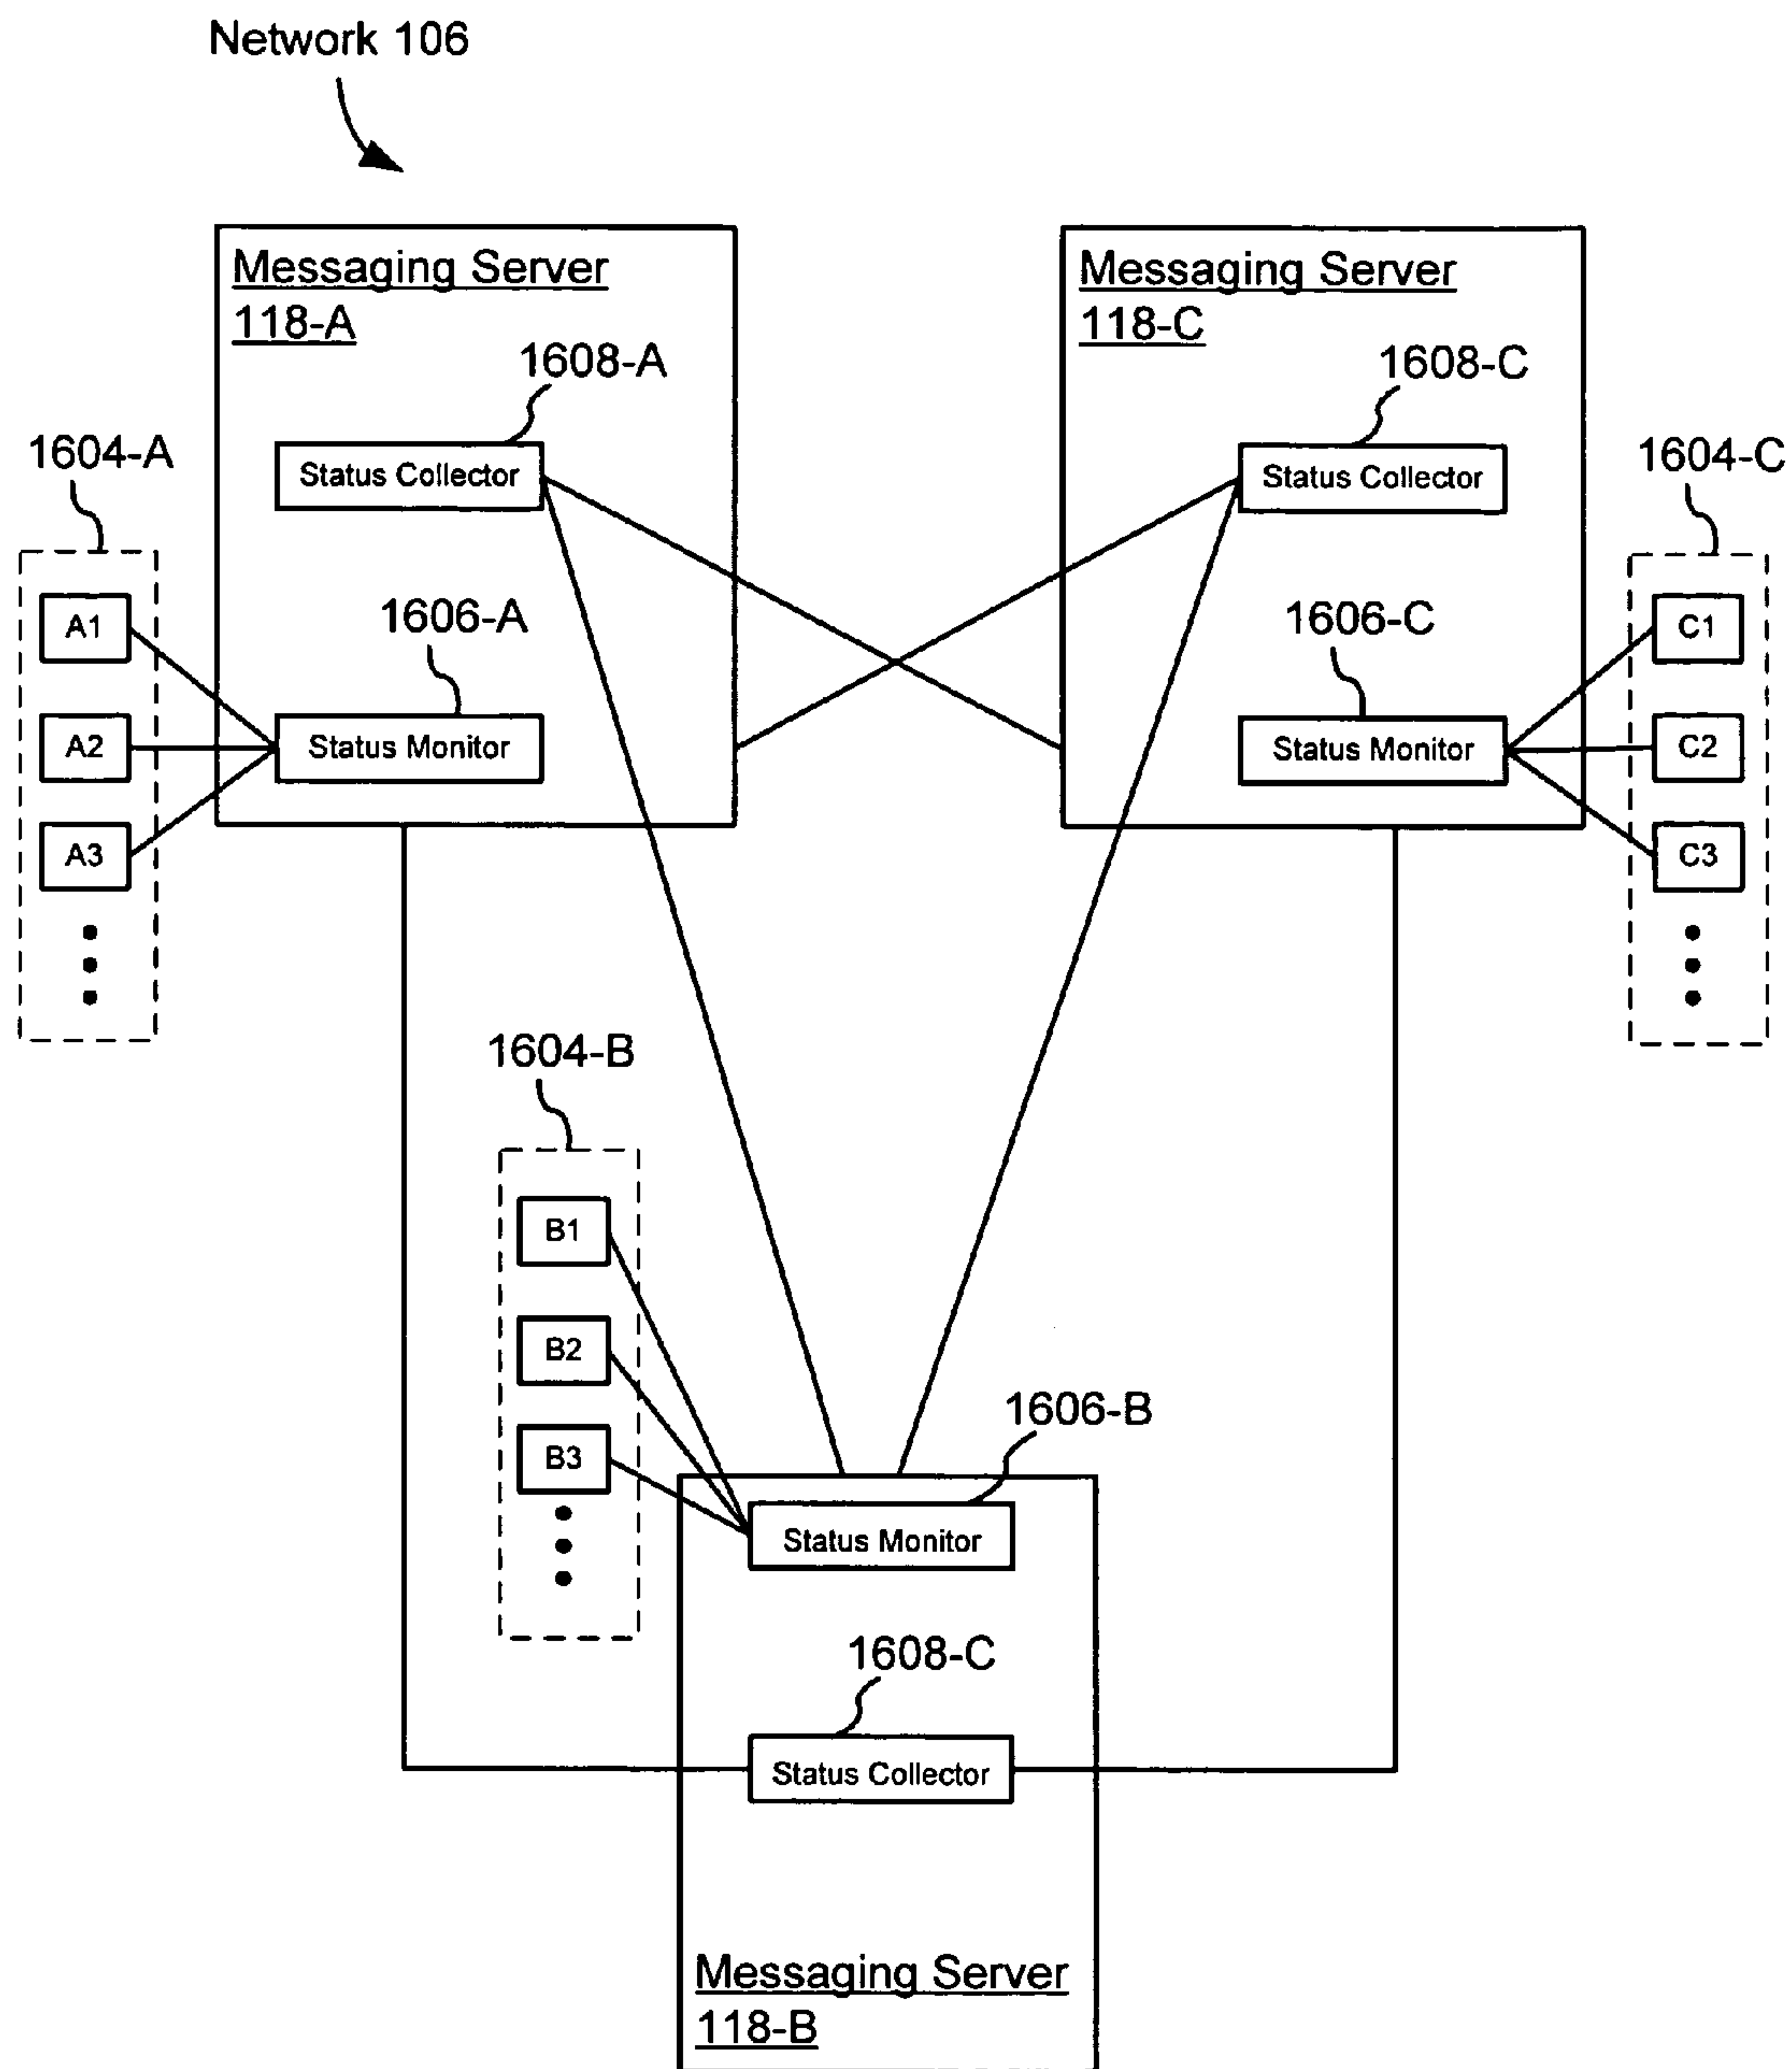 Network 106
Messaging Server
118-A
1608-A
Status Collector
1606-A
Status Monitor
1604-A
A1
A2
A3
Messaging Server
118-C
1608-C
Status Collector
1606-C
Status Monitor
1604-C
C1
C2
C3
1604-B
B1
B2
B3
1606-B
Status Monitor
1608-C
Status Collector
Messaging Server
118-B